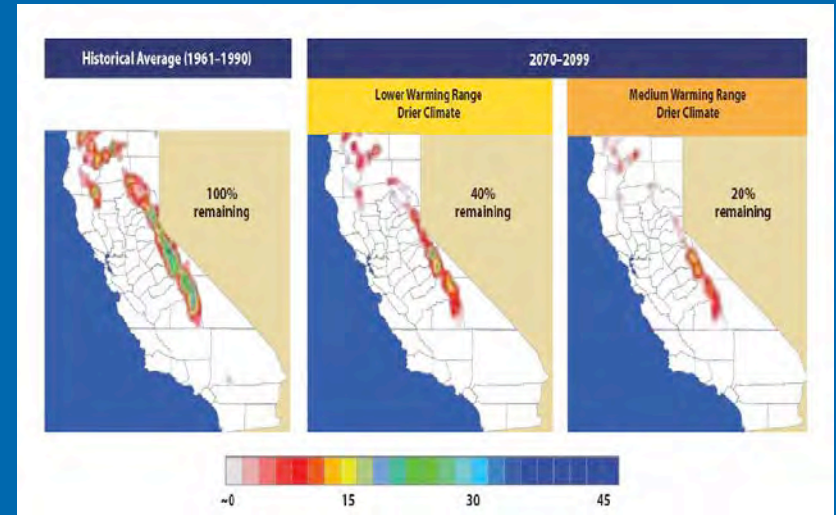 Historical Average (1961–1990)
2070–2099
Lower Warming Range
Drier Climate
Medium Warming Range
Drier Climate
100%
remaining
40%
remaining
20%
remaining
~0
15
30
45